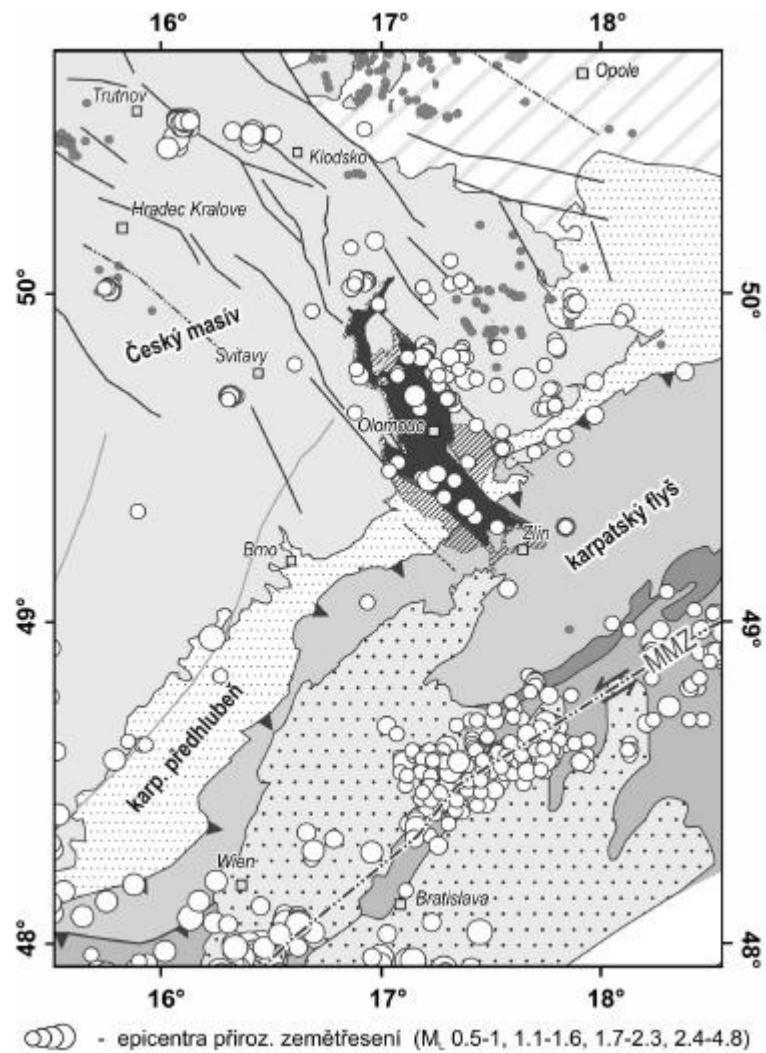 16° 17° 18°
Opole
Trutnov
Klodsko
Hradec Kralove
50° 50°
Český masiv
Svitavy
Olomouc
karpatský flyš
Zlin
Brno
49° 49°
MMZ
karp. předhlubeň
Wien
Bratislava
48° 48°
16° 17° 18°
- epicentra přiroz. zemětřesení (ML 0.5-1, 1.1-1.6, 1.7-2.3, 2.4-4.8)